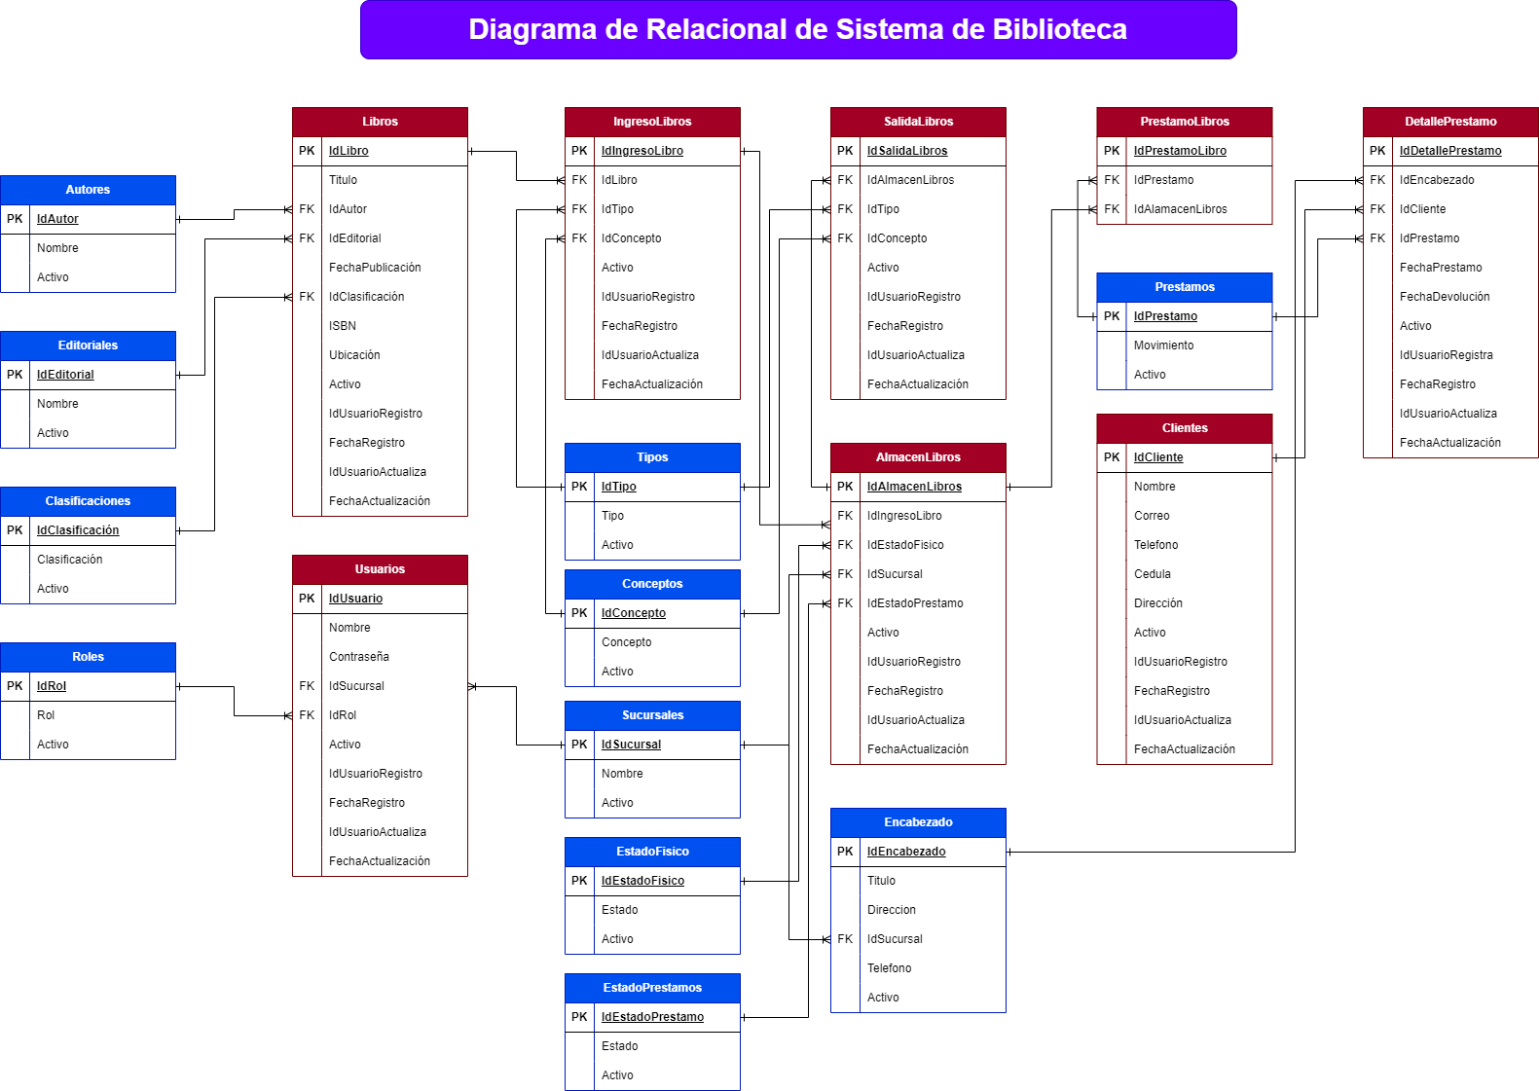 Diagrama de Relacional de Sistema de Biblioteca
Autores
PK IdAutor
Nombre
Activo
Editoriales
PK IdEditorial
Nombre
Activo
Clasificaciones
PK IdClasificación
Clasificación
Activo
Roles
PK IdRol
Rol
Activo
Libros
PK IdLibro
Titulo
FK IdAutor
FK IdEditorial
FechaPublicación
FK IdClasificación
ISBN
Ubicación
Activo
IdUsuarioRegistro
FechaRegistro
IdUsuarioActualiza
FechaActualización
Usuarios
PK IdUsuario
Nombre
Contraseña
FK IdSucursal
FK IdRol
Activo
IdUsuarioRegistro
FechaRegistro
IdUsuarioActualiza
FechaActualización
IngresoLibros
PK IdIngresoLibro
FK IdLibro
FK IdTipo
FK IdConcepto
Activo
IdUsuarioRegistro
FechaRegistro
IdUsuarioActualiza
FechaActualización
Tipos
PK IdTipo
Tipo
Activo
Conceptos
PK IdConcepto
Concepto
Activo
Sucursales
PK IdSucursal
Nombre
Activo
EstadoFisico
PK IdEstadoFisico
Estado
Activo
EstadoPrestamos
PK IdEstadoPrestamo
Estado
Activo
SalidaLibros
PK IdSalidaLibros
FK IdAlmacenLibros
FK IdTipo
FK IdConcepto
Activo
IdUsuarioRegistro
FechaRegistro
IdUsuarioActualiza
FechaActualización
AlmacenLibros
PK IdAlmacenLibros
FK IdIngresoLibro
FK IdEstadoFisico
FK IdSucursal
FK IdEstadoPrestamo
Activo
IdUsuarioRegistro
FechaRegistro
IdUsuarioActualiza
FechaActualización
Encabezado
PK IdEncabezado
Titulo
Direccion
FK IdSucursal
Telefono
Activo
PrestamoLibros
PK IdPrestamoLibro
FK IdPrestamo
FK IdAlamacenLibros
Prestamos
PK IdPrestamo
Movimiento
Activo
Clientes
PK IdCliente
Nombre
Correo
Telefono
Cedula
Dirección
Activo
IdUsuarioRegistro
FechaRegistro
IdUsuarioActualiza
FechaActualización
DetallePrestamo
PK IdDetallePrestamo
FK IdEncabezado
FK IdCliente
FK IdPrestamo
FechaPrestamo
FechaDevolución
Activo
IdUsuarioRegistra
FechaRegistro
IdUsuarioActualiza
FechaActualización